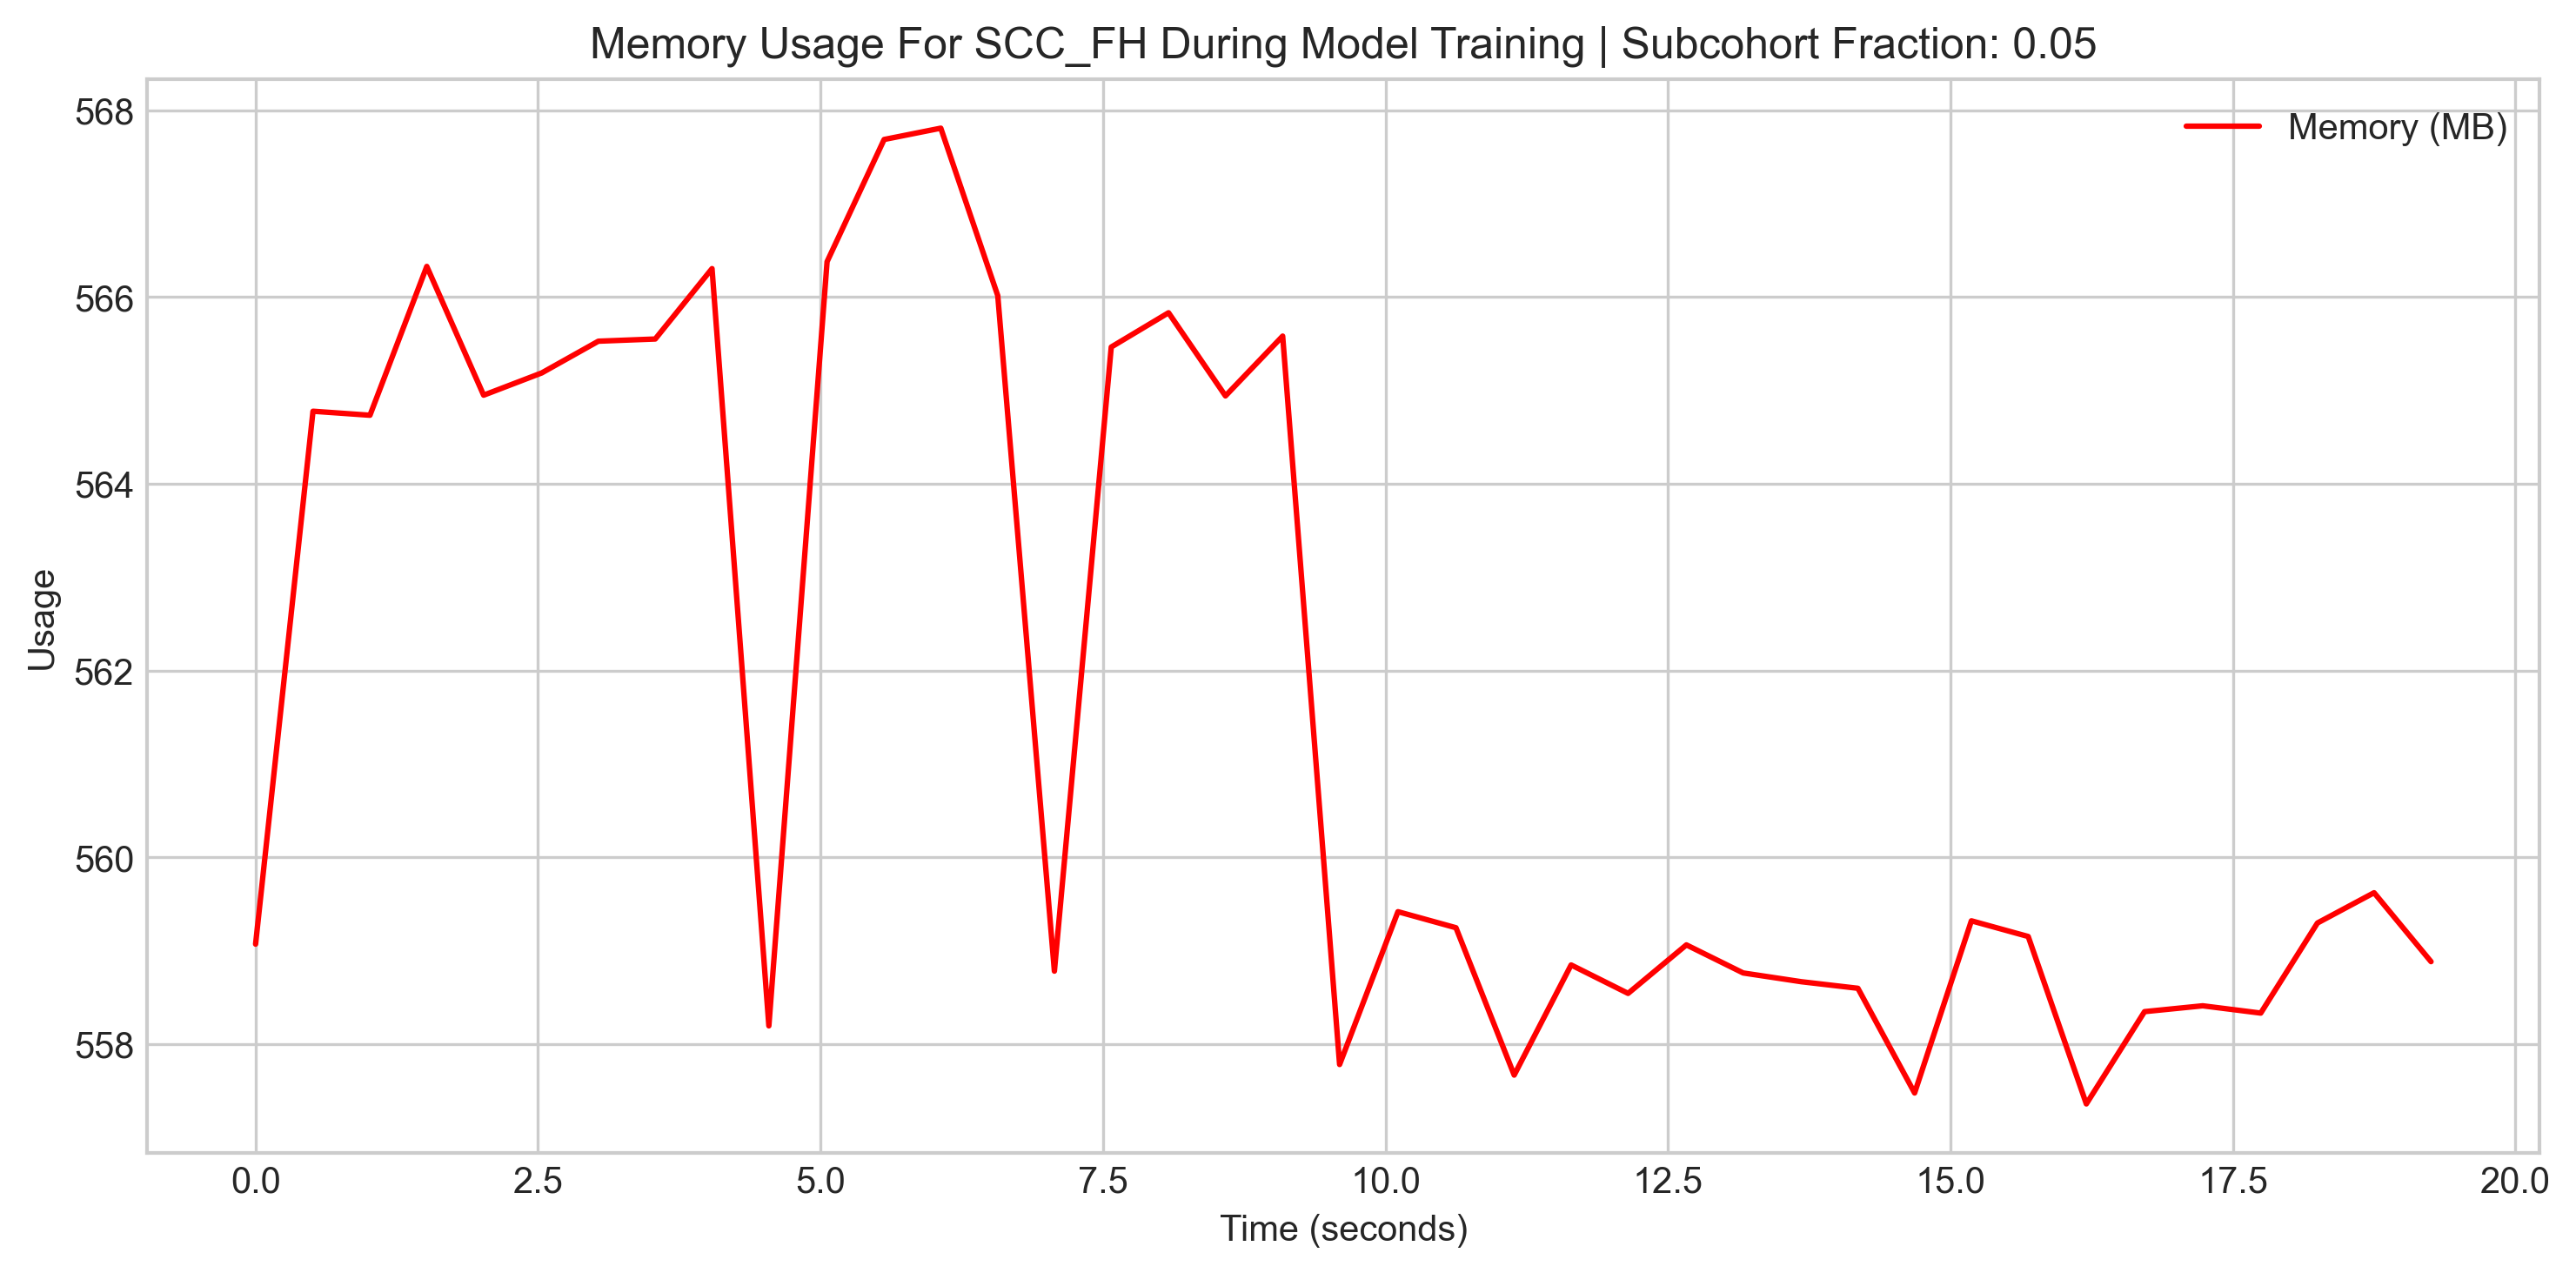 Memory Usage For SCC_FH During Model Training | Subcohort Fraction: 0.05
Memory (MB)
568
566
564
562
560
558
Usage
0.0 2.5 5.0 7.5 10.0 12.5 15.0 17.5 20.0
Time (seconds)